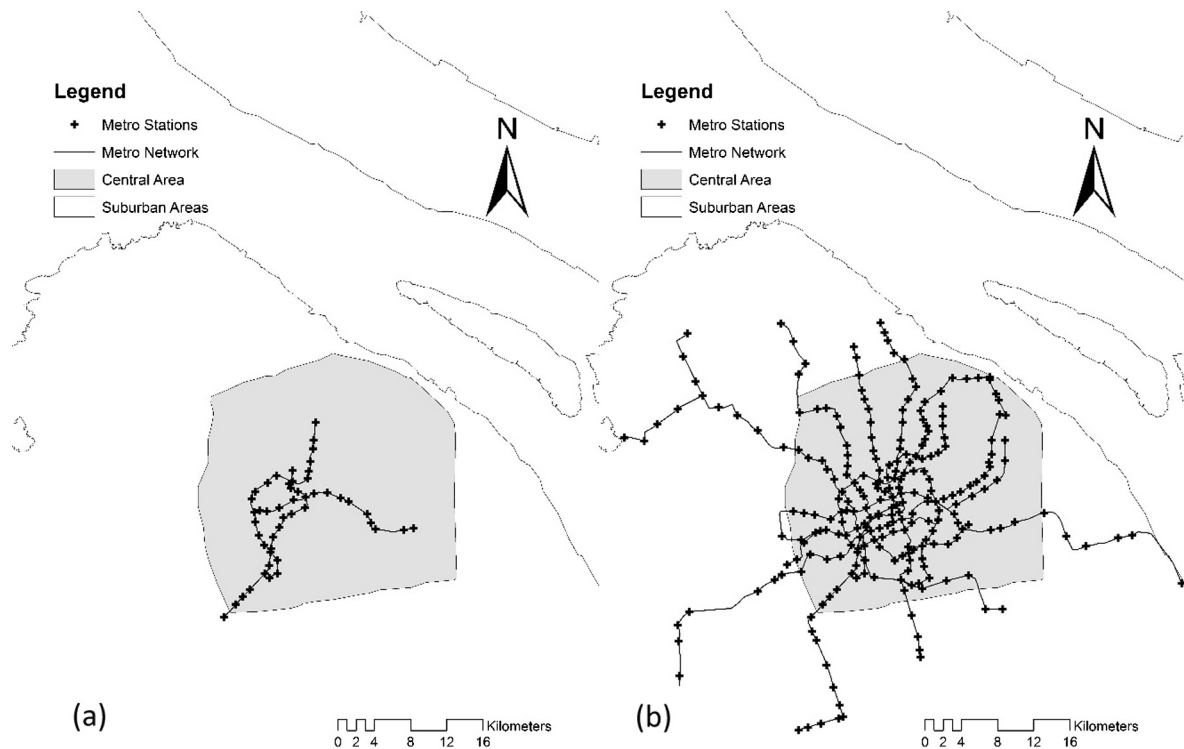 Legend
Metro Stations
Metro Network
Central Area
Suburban Areas
N
(a)
Kilometers
0 2 4 8 12 16
Legend
Metro Stations
Metro Network
Central Area
Suburban Areas
N
(b)
Kilometers
0 2 4 8 12 16